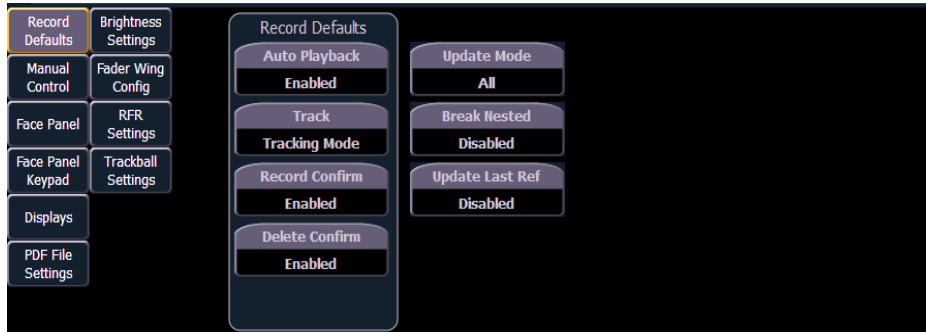 Record
Defaults
Brightness
Settings
Manual
Control
Fader Wing
Config
Face Panel
RFR
Settings
Face Panel
Keypad
Trackball
Settings
Displays
PDF File
Settings
Record Defaults
Auto Playback
Enabled
Track
Tracking Mode
Record Confirm
Enabled
Delete Confirm
Enabled
Update Mode
All
Break Nested
Disabled
Update Last Ref
Disabled